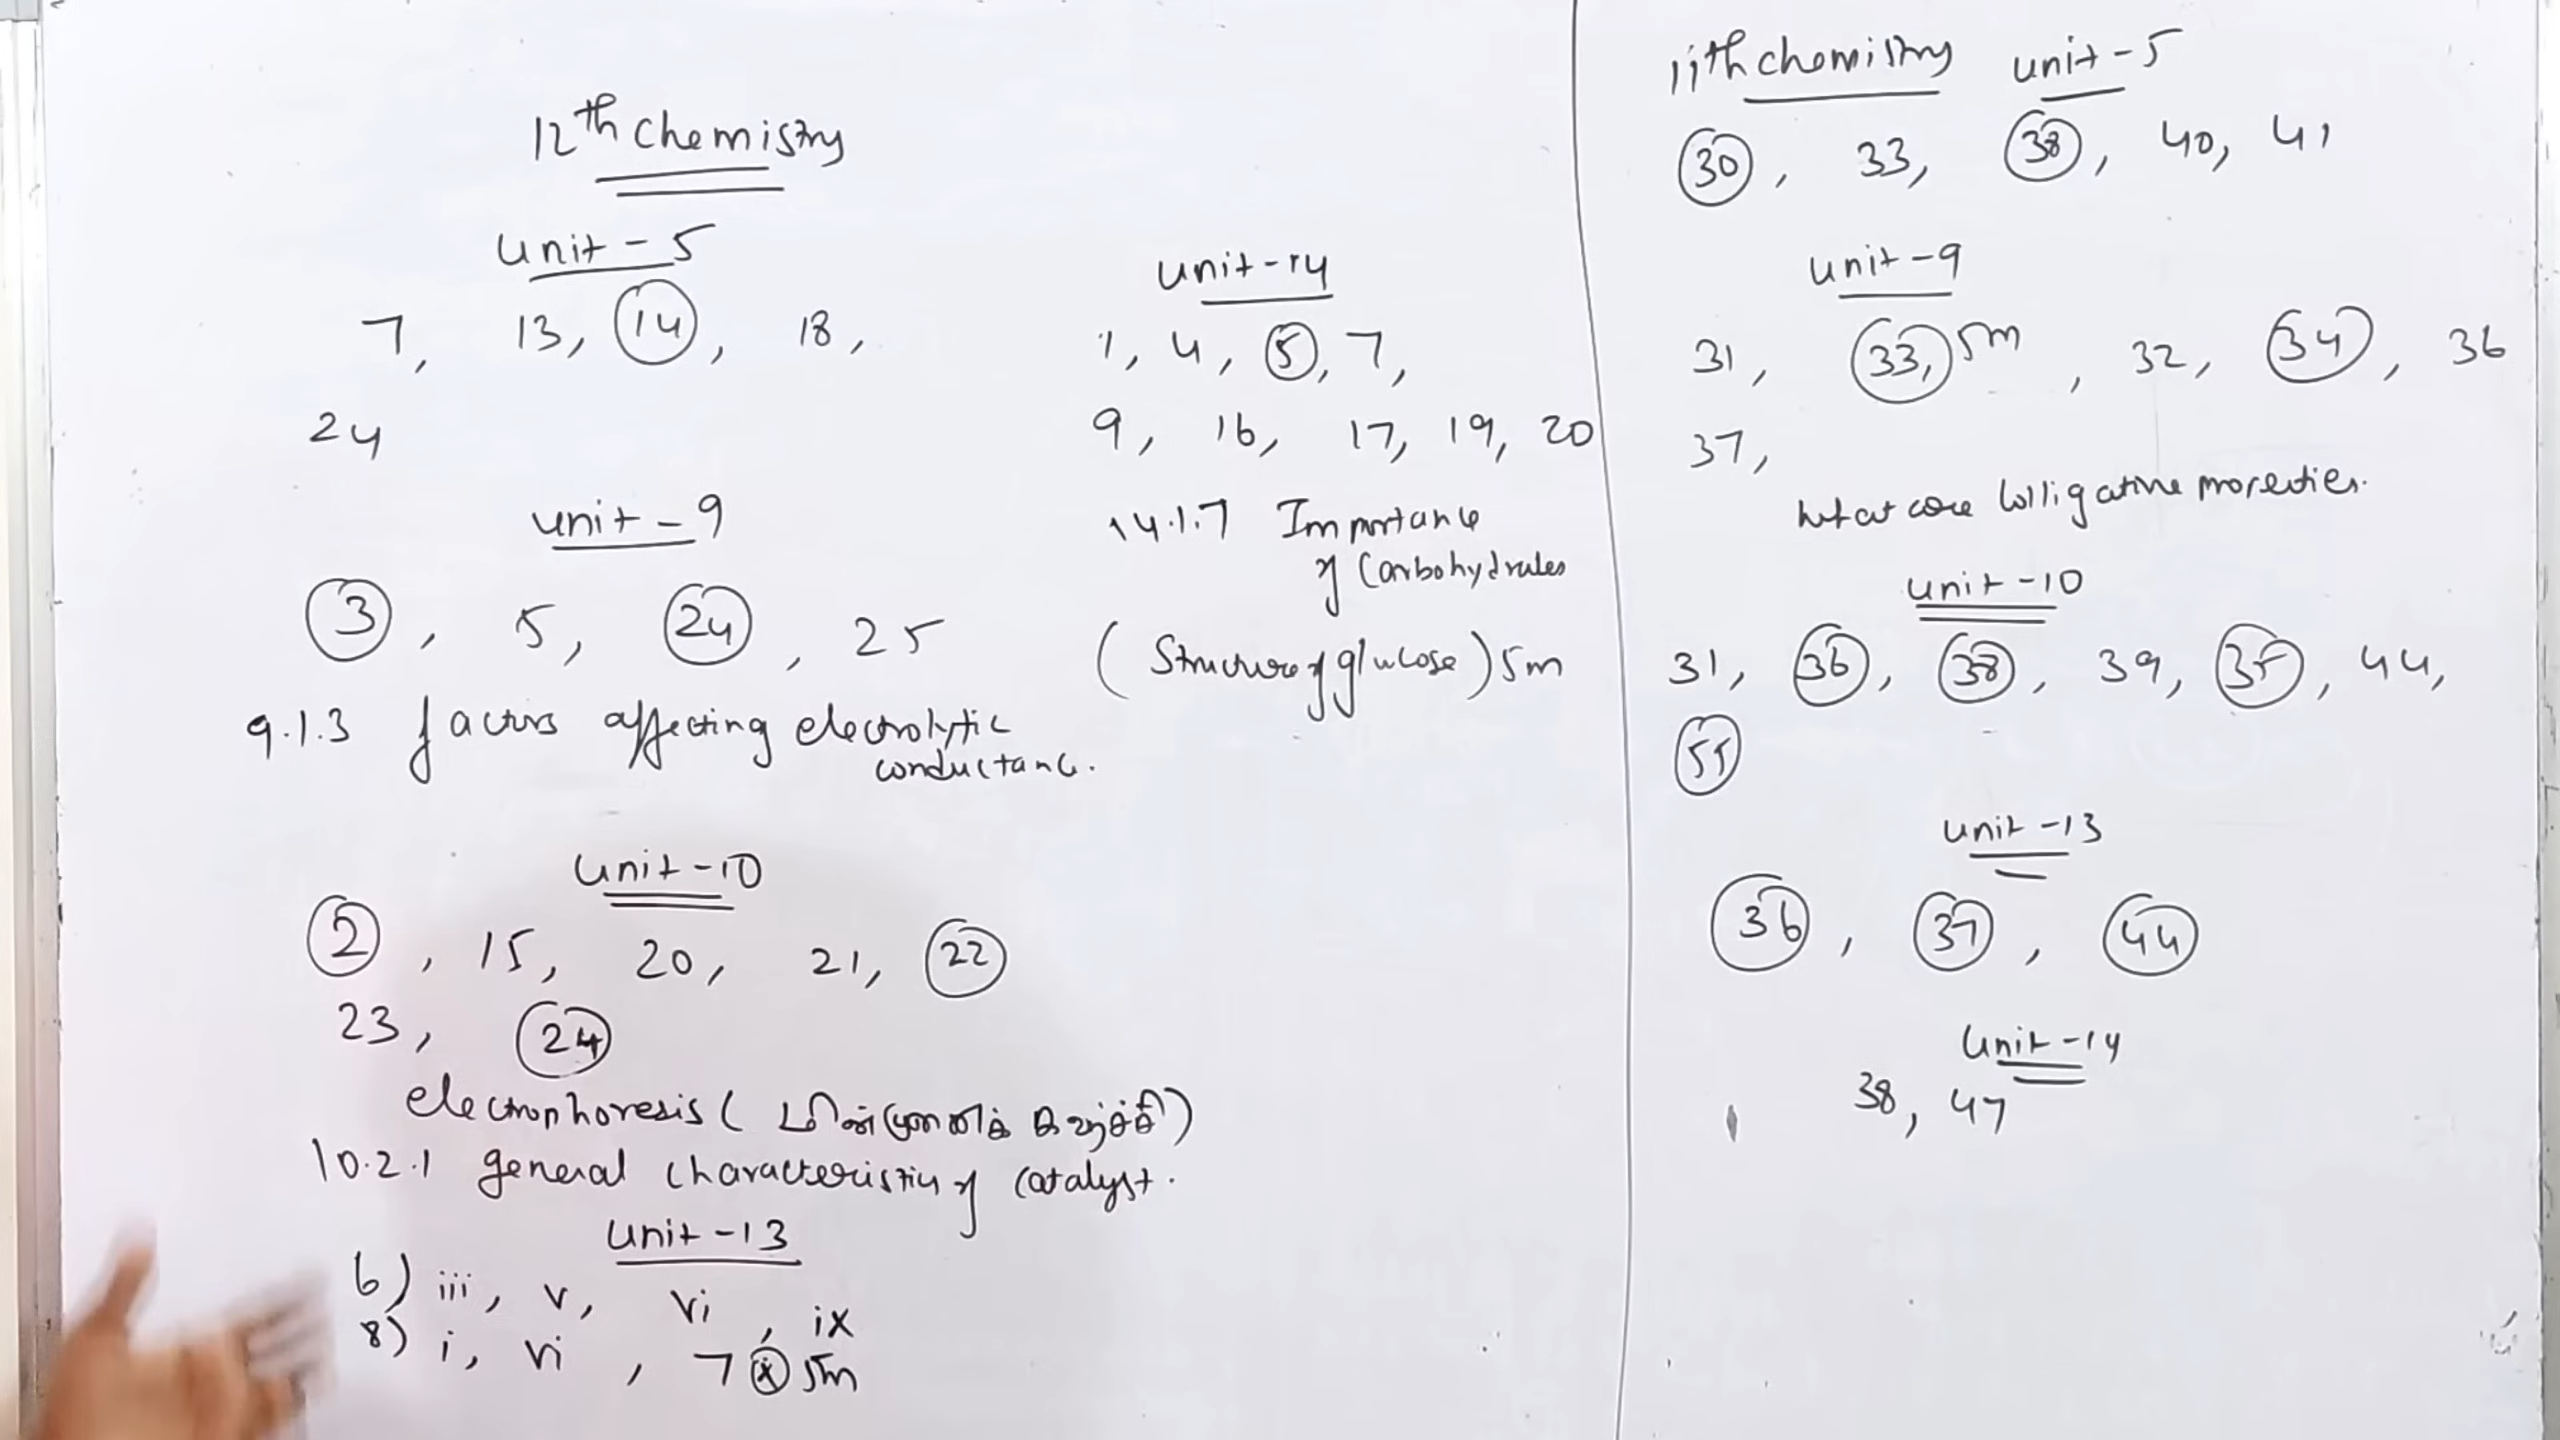 12th chemistry
unit - 5
7, 13, 14, 18,
24
unit - 9
3, 5, 24, 25
9.1.3 factors affecting electrolytic
conductance.
unit - 10
2, 15, 20, 21, 22
23, 24
electrophoresis (மின்முனைக் கவர்ச்சி)
10.2.1 general characteristics of catalyst.
unit - 13
6) iii, v, vi, ix
8) i, vi, 7 5m
unit - 14
1, 4, 5, 7,
9, 16, 17, 19, 20
14.1.7 Importance
of Carbohydrates
(Structure of glucose) 5m
11th chemistry unit - 5
30, 33, 38, 40, 41
unit - 9
31, 33, 5m, 32, 34, 36
37,
what are colligative properties.
unit - 10
31, 36, 38, 39, 35, 44,
55
unit - 13
36, 37, 44
unit - 14
38, 47